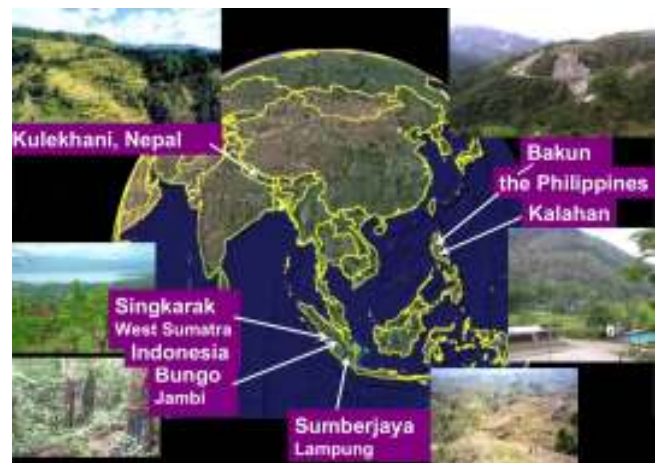 Kulekhani, Nepal
Bakun
the Philippines
Kalahan
Singkarak
West Sumatra
Indonesia
Bungo
Jambi
Sumberjaya
Lampung